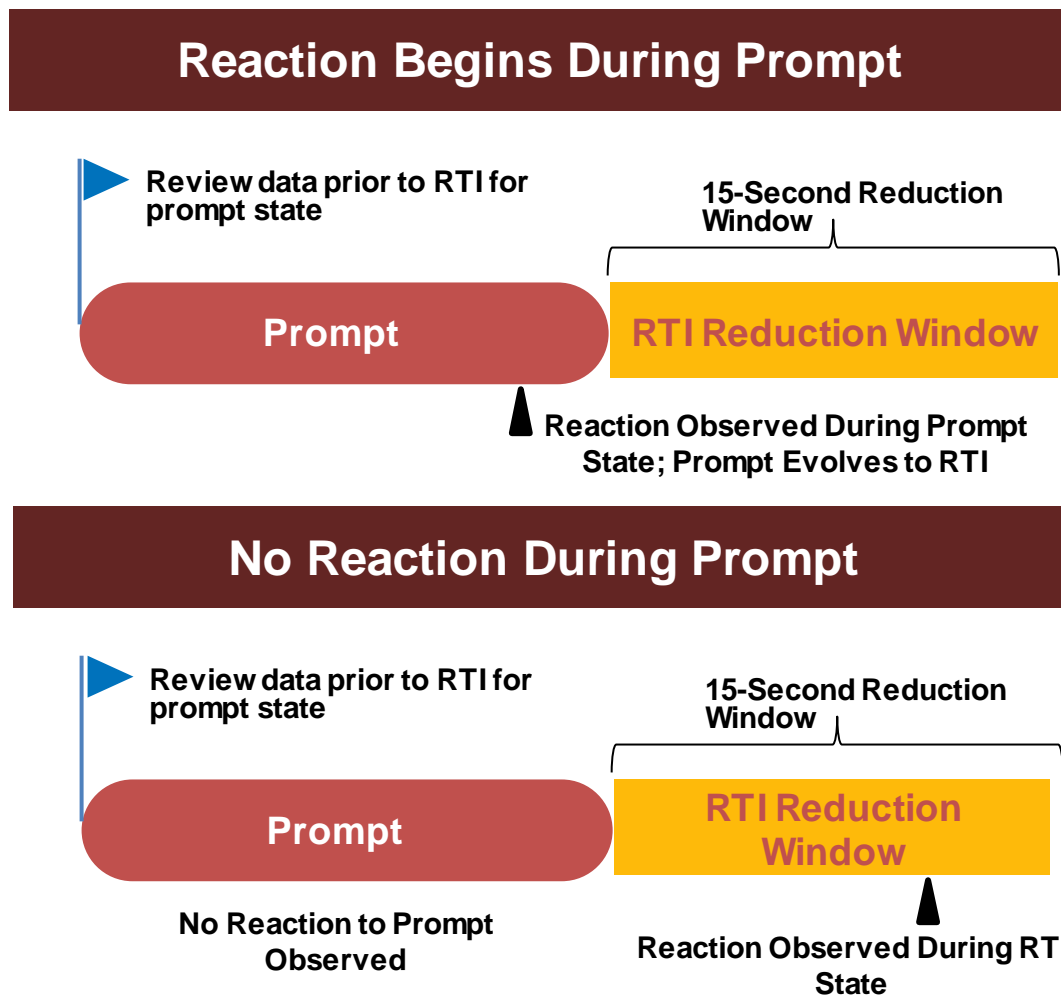 Reaction Begins During Prompt
Review data prior to RTI for
prompt state
15-Second Reduction
Window
Prompt
RTI Reduction Window
Reaction Observed During Prompt
State; Prompt Evolves to RTI
No Reaction During Prompt
Review data prior to RTI for
prompt state
15-Second Reduction
Window
Prompt
RTI Reduction
Window
No Reaction to Prompt
Observed
Reaction Observed During RT
State